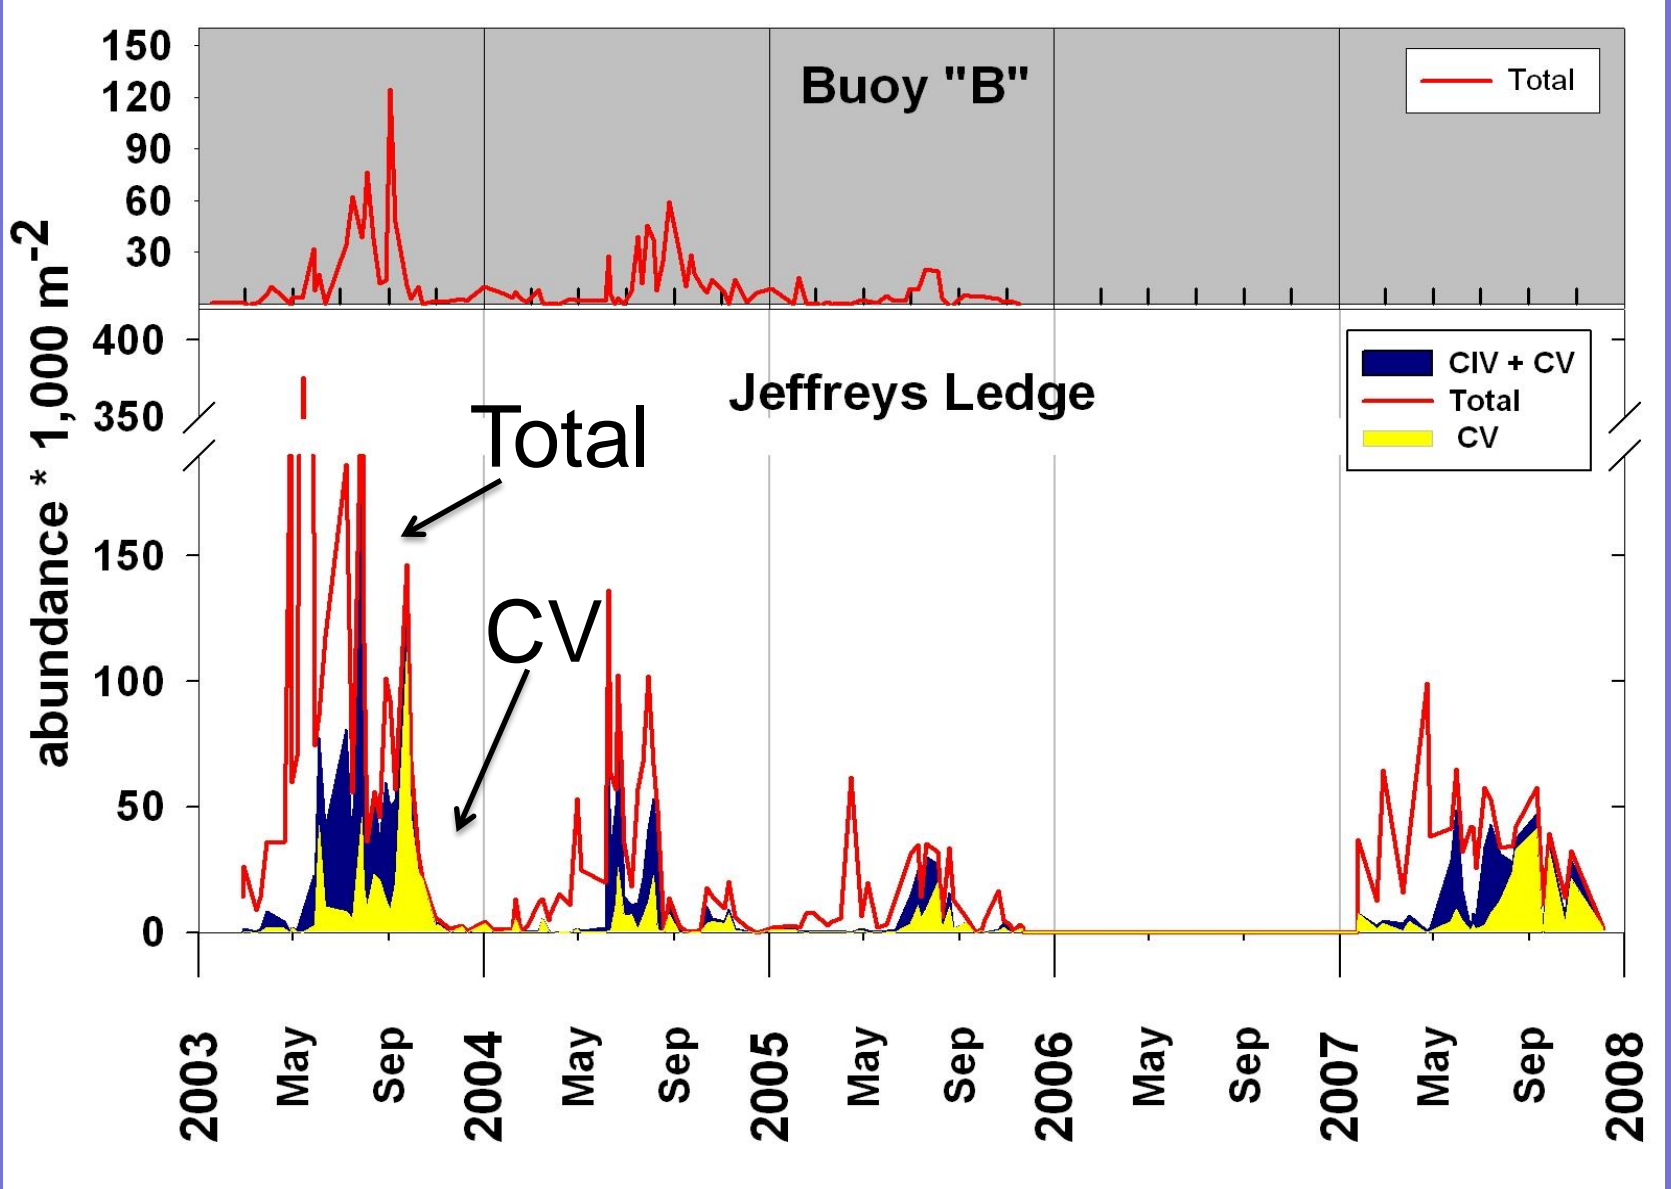 abundance * 1,000 m-2
150
120
90
60
30
Buoy "B"
Total
400
350
150
100
50
0
Jeffreys Ledge
CIV + CV
Total
CV
Total
CV
2003
May
Sep
2004
May
Sep
2005
May
Sep
2006
May
Sep
2007
May
Sep
2008